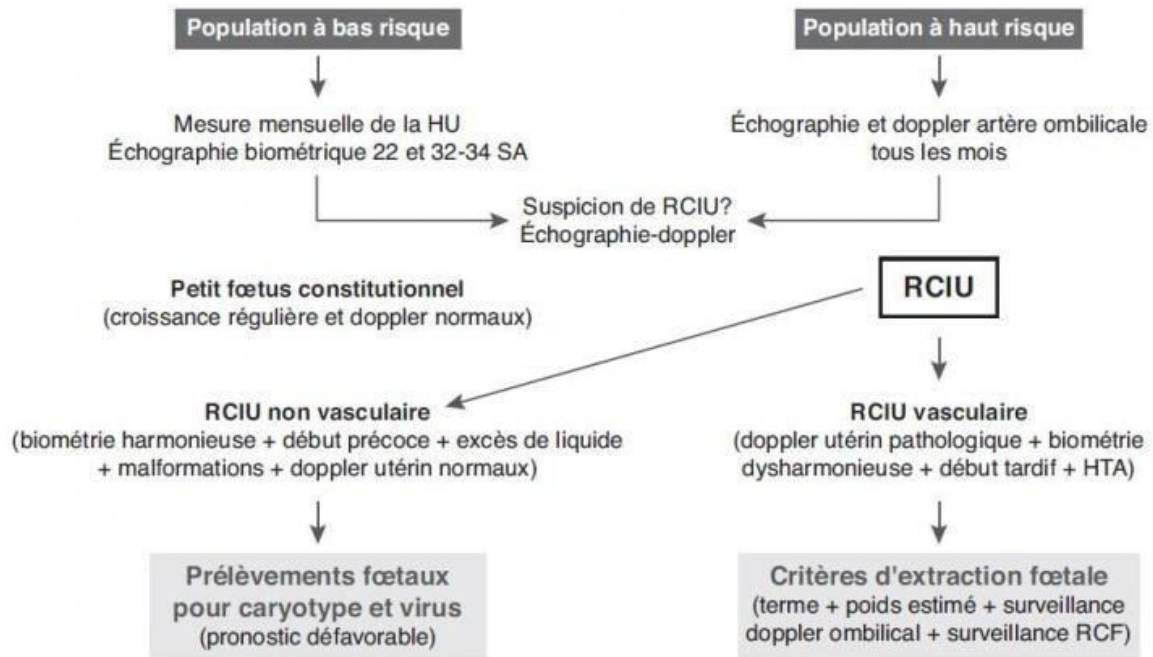 Population à bas risque
Population à haut risque
Mesure mensuelle de la HU
Échographie biométrique 22 et 32-34 SA
Échographie et doppler artère ombilicale
tous les mois
Suspicion de RCIU?
Échographie-doppler
Petit fœtus constitutionnel
(croissance régulière et doppler normaux)
RCIU
RCIU non vasculaire
(biométrie harmonieuse + début précoce + excès de liquide
+ malformations + doppler utérin normaux)
RCIU vasculaire
(doppler utérin pathologique + biométrie
dysharmonieuse + début tardif + HTA)
Prélèvements fœtaux
pour caryotype et virus
(pronostic défavorable)
Critères d'extraction fœtale
(terme + poids estimé + surveillance
doppler ombilical + surveillance RCF)